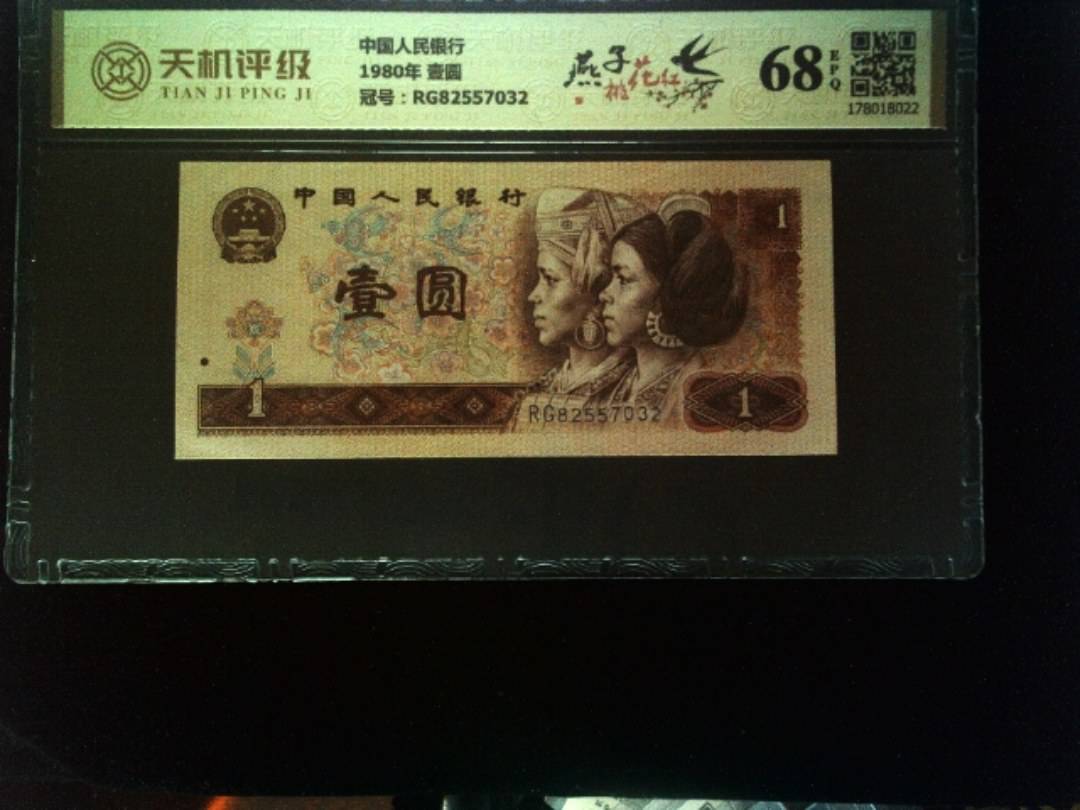 天机评级
TIAN JI PING JI
中国人民银行
1980年 壹圆
冠号：RG82557032
燕子
桃花红
68
EPQ
178018022
中国人民银行
1
壹圆
1
RG82557032
1